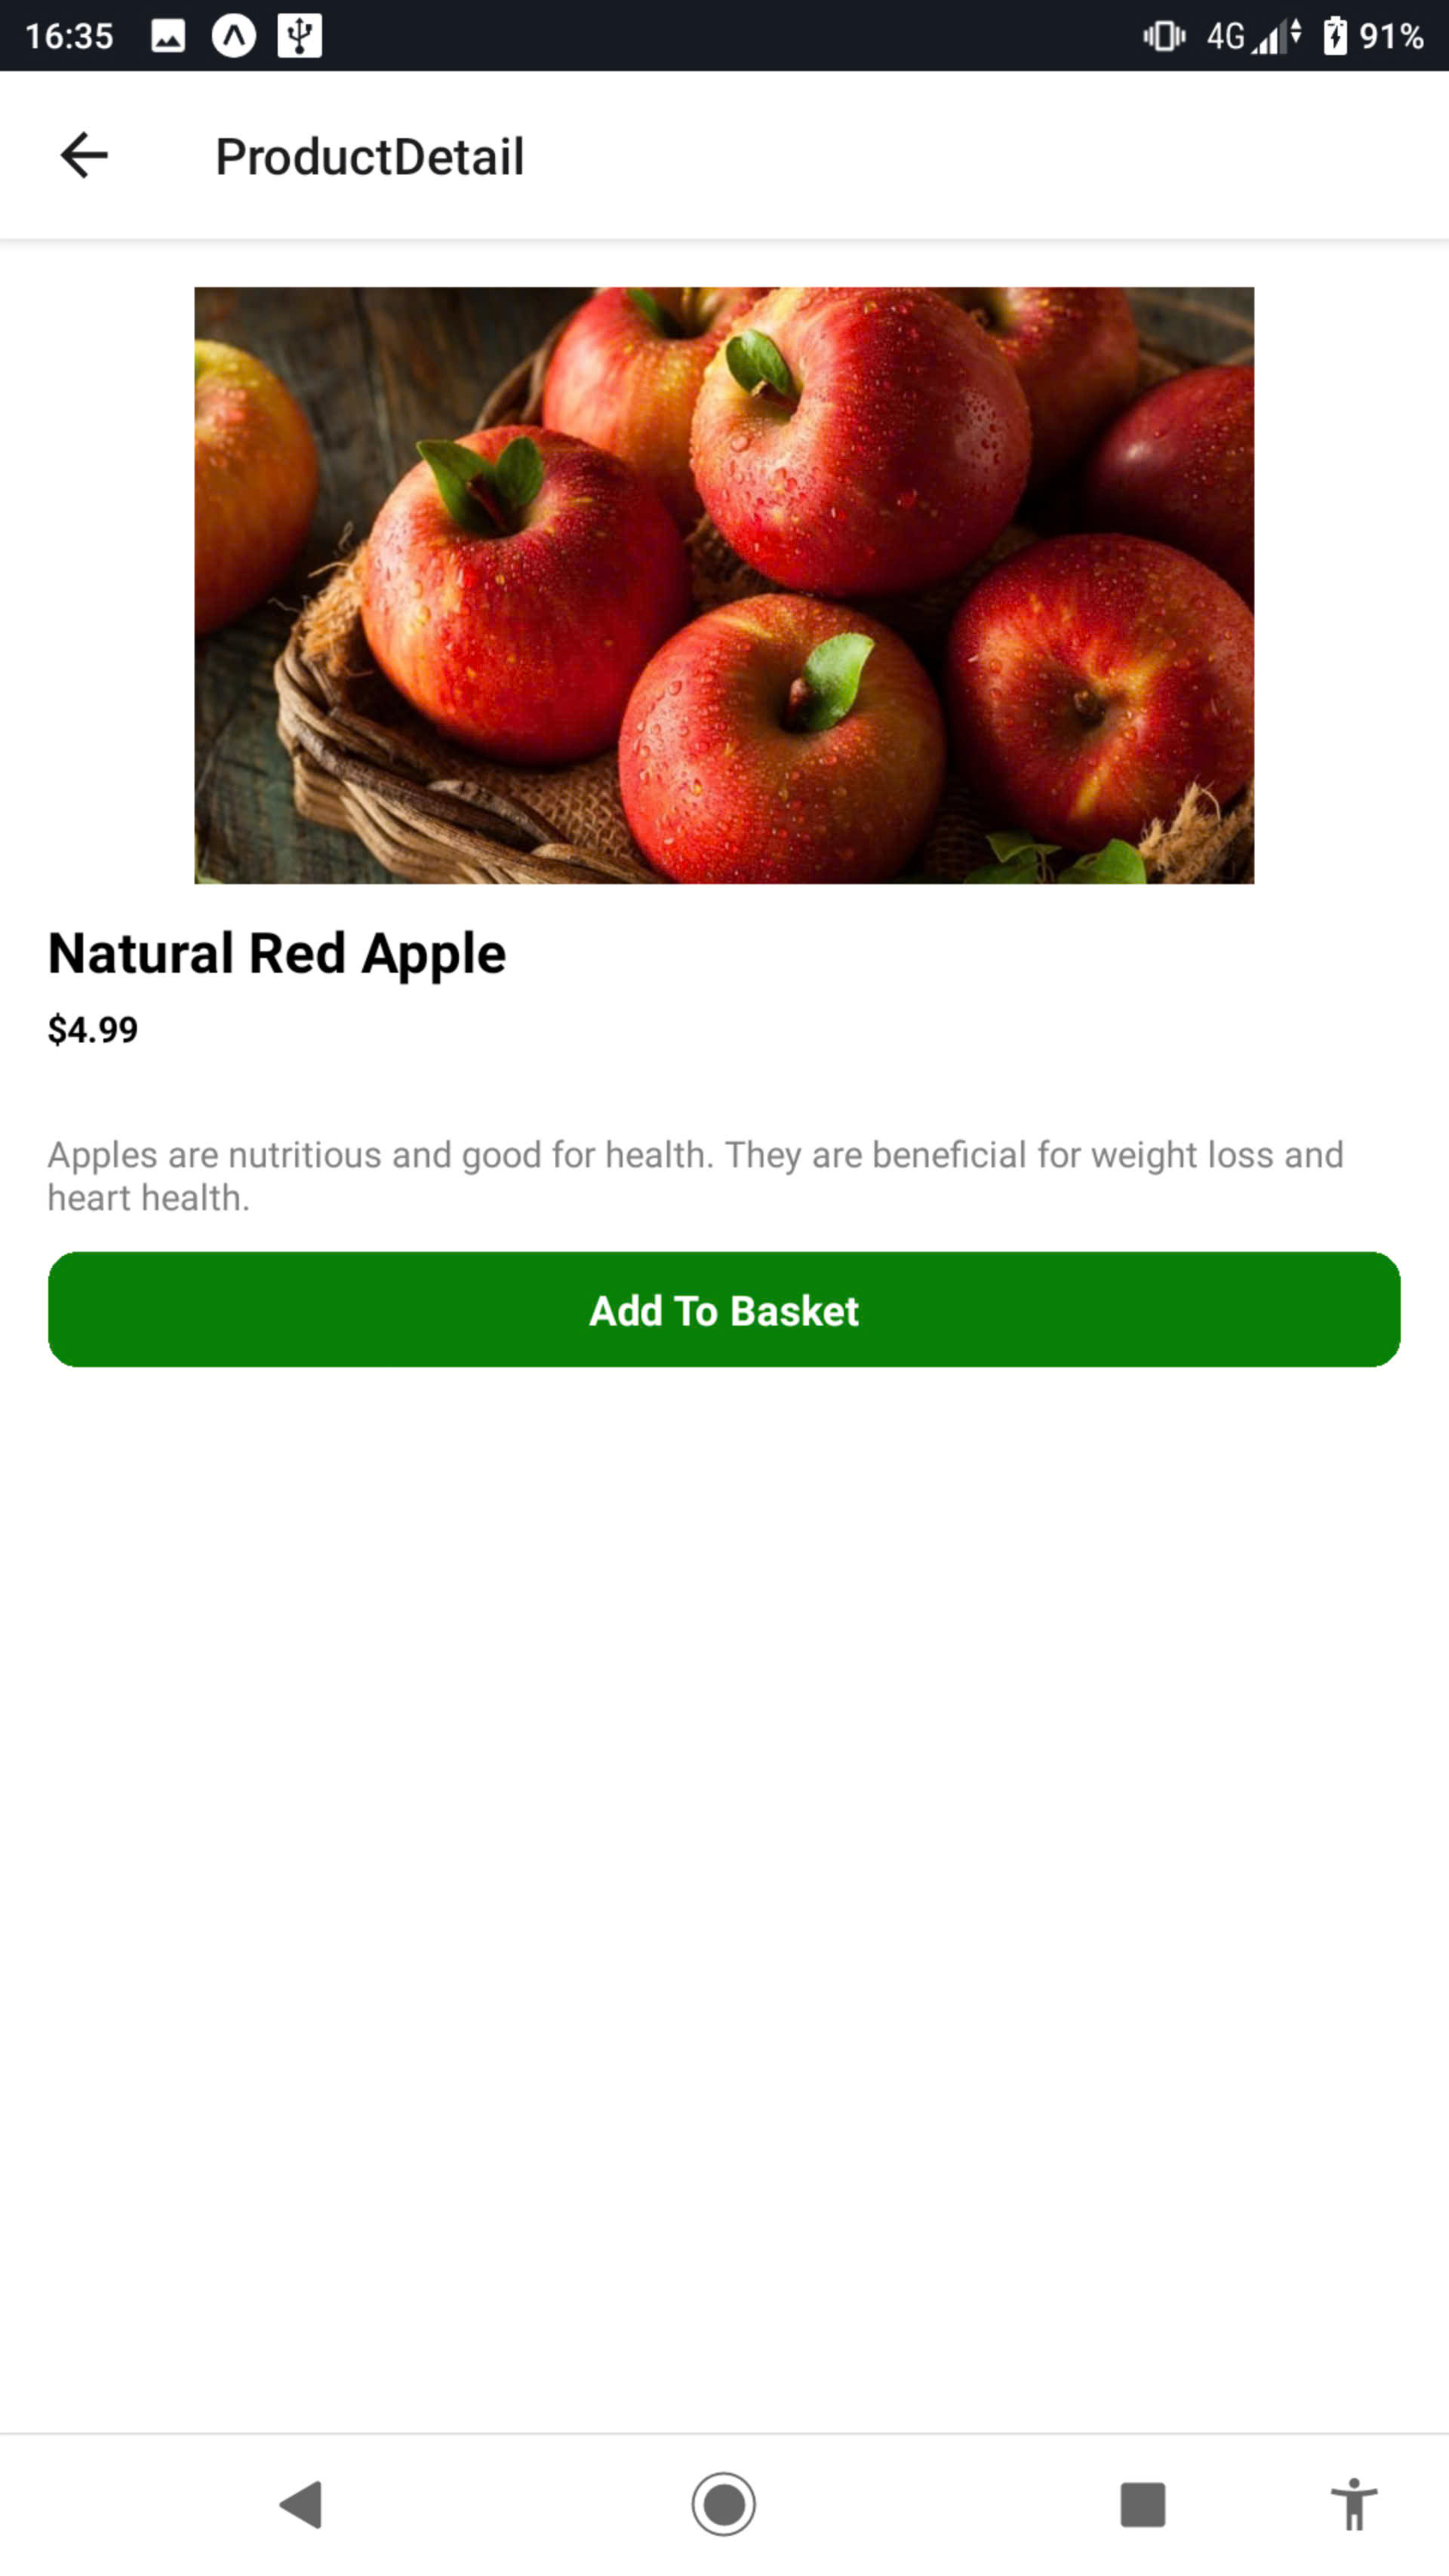 16:35 4G 91%
ProductDetail
Natural Red Apple
$4.99
Apples are nutritious and good for health. They are beneficial for weight loss and
heart health.
Add To Basket